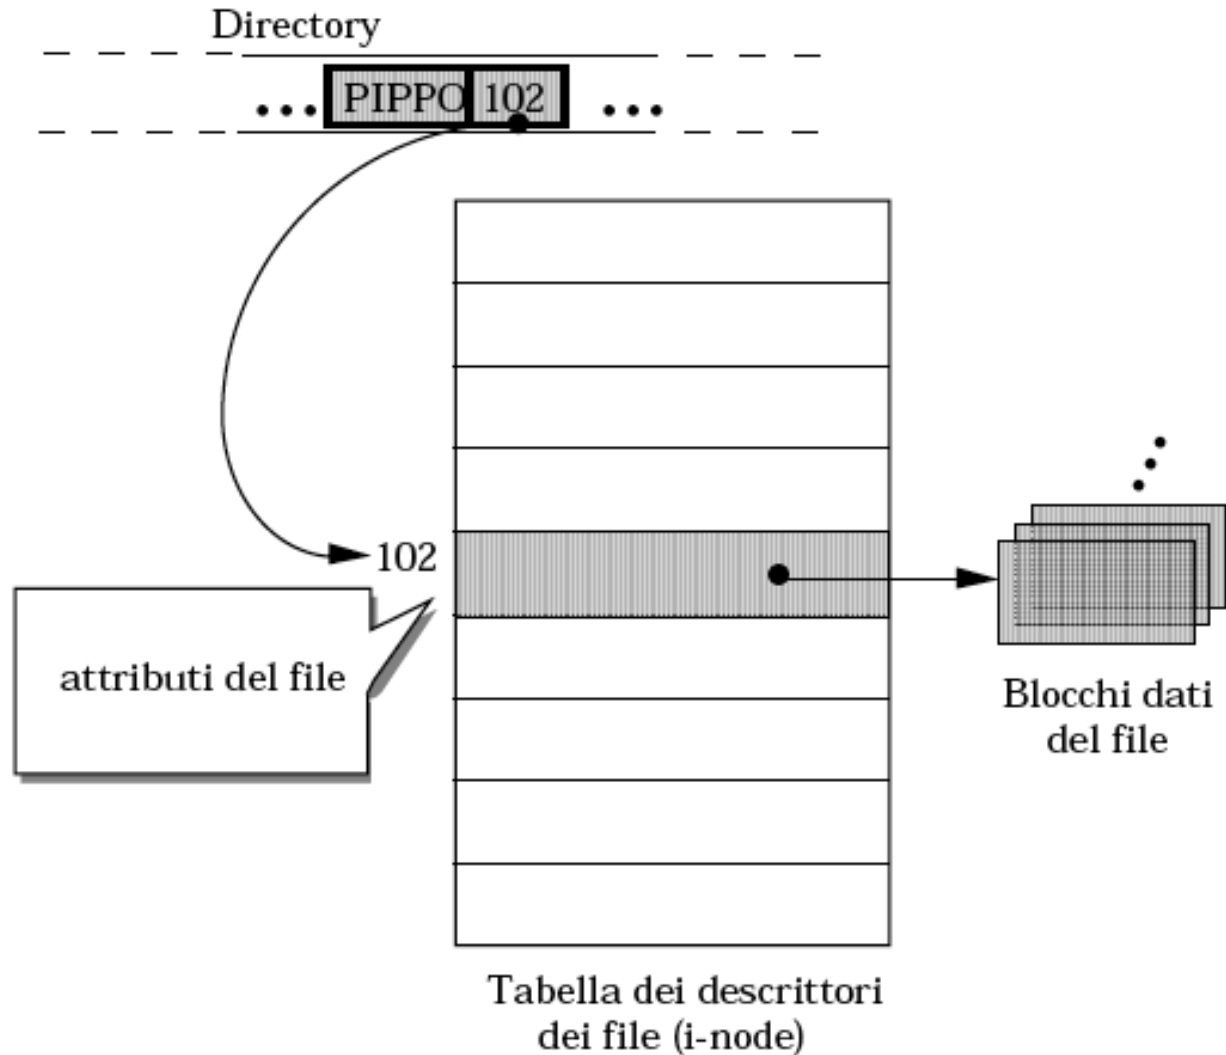 Directory
PIPPO 102
102
attributi del file
Blocchi dati
del file
Tabella dei descrittori
dei file (i-node)